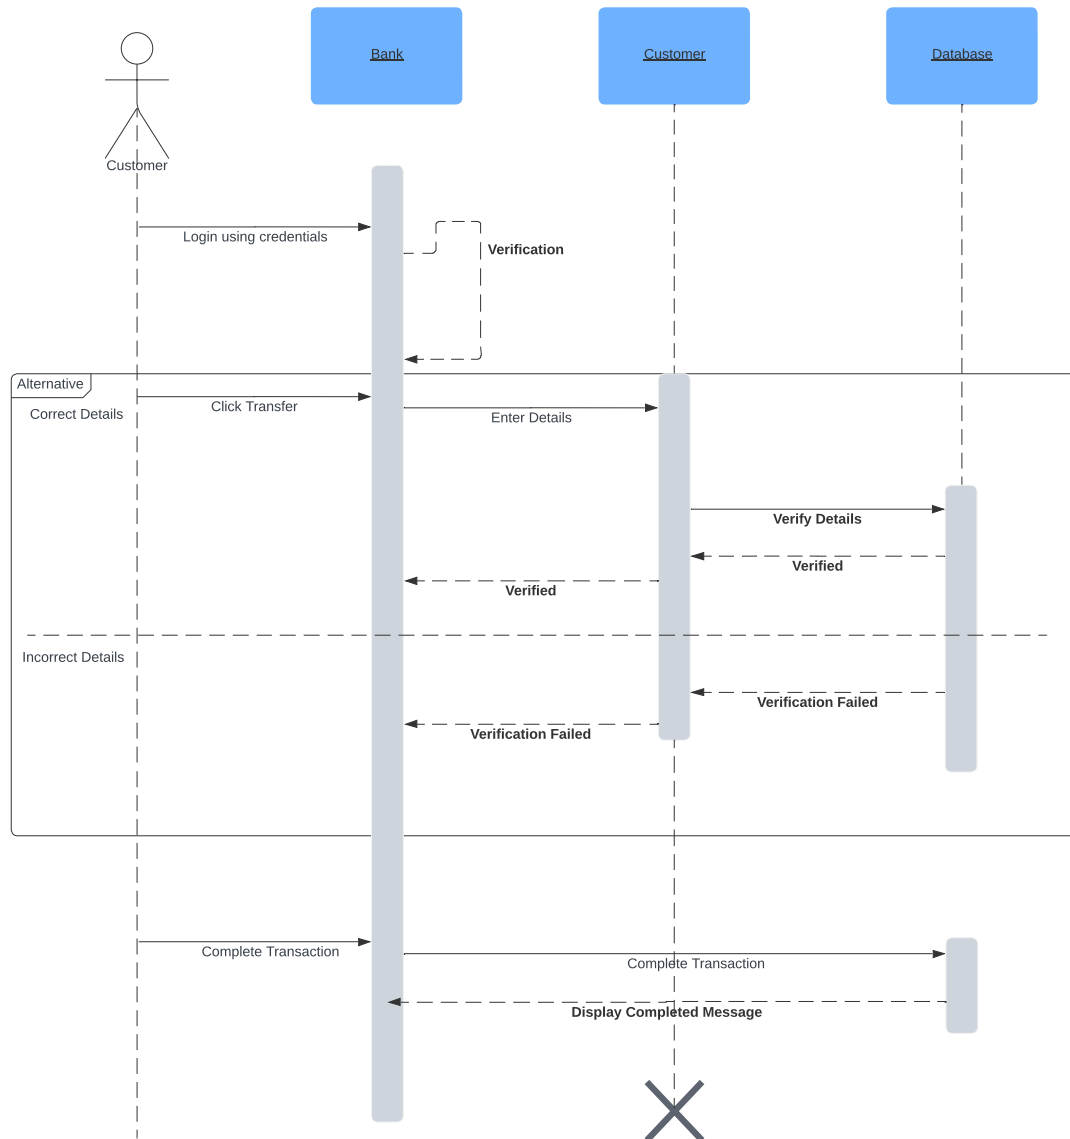 Bank
Customer
Database
Customer
Login using credentials
Verification
Alternative
Correct Details
Click Transfer
Enter Details
Verify Details
Verified
Verified
Incorrect Details
Verification Failed
Verification Failed
Complete Transaction
Complete Transaction
Display Completed Message